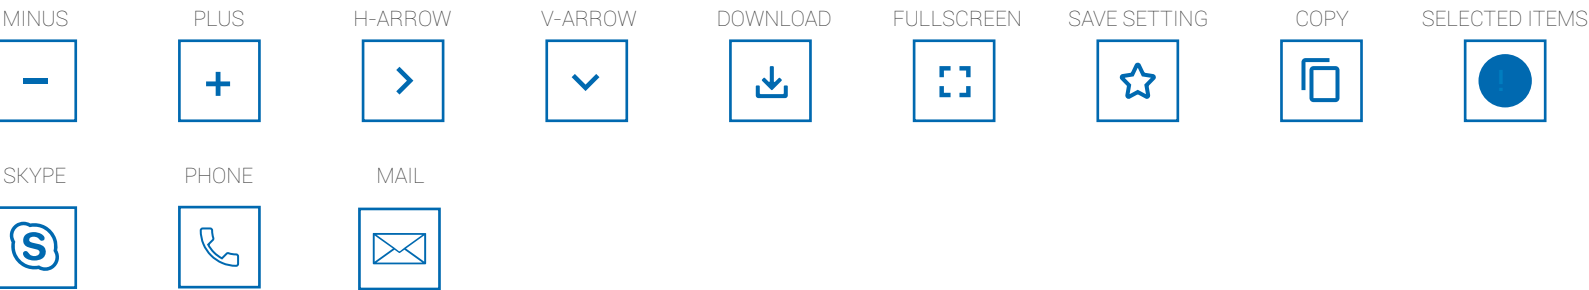 MINUS PLUS H-ARROW V-ARROW DOWNLOAD FULLSCREEN SAVE SETTING COPY SELECTED ITEMS
!
SKYPE PHONE MAIL
S